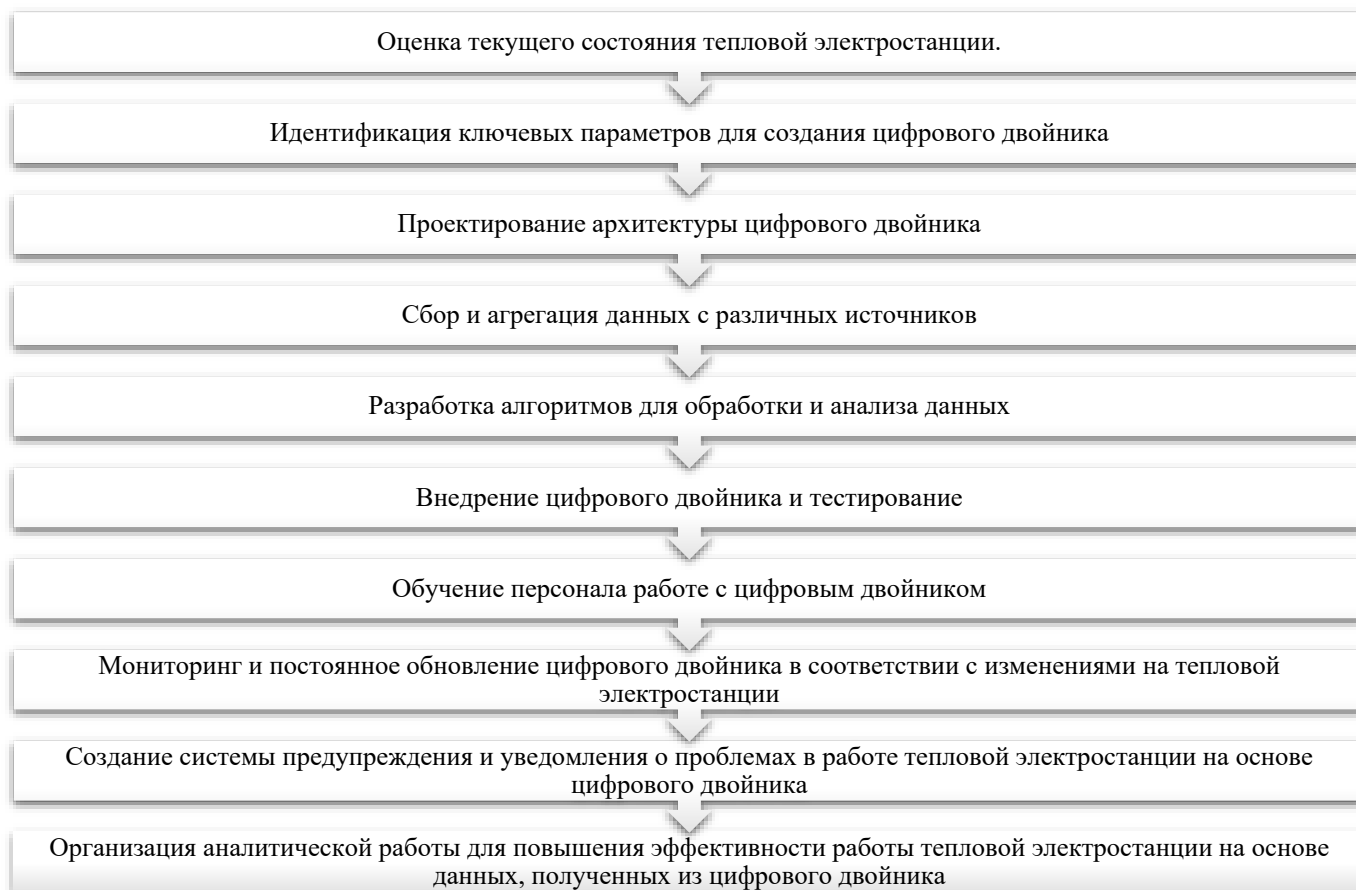 Оценка текущего состояния тепловой электростанции.
Идентификация ключевых параметров для создания цифрового двойника
Проектирование архитектуры цифрового двойника
Сбор и агрегация данных с различных источников
Разработка алгоритмов для обработки и анализа данных
Внедрение цифрового двойника и тестирование
Обучение персонала работе с цифровым двойником
Мониторинг и постоянное обновление цифрового двойника в соответствии с изменениями на тепловой
электростанции
Создание системы предупреждения и уведомления о проблемах в работе тепловой электростанции на основе
цифрового двойника
Организация аналитической работы для повышения эффективности работы тепловой электростанции на основе
данных, полученных из цифрового двойника